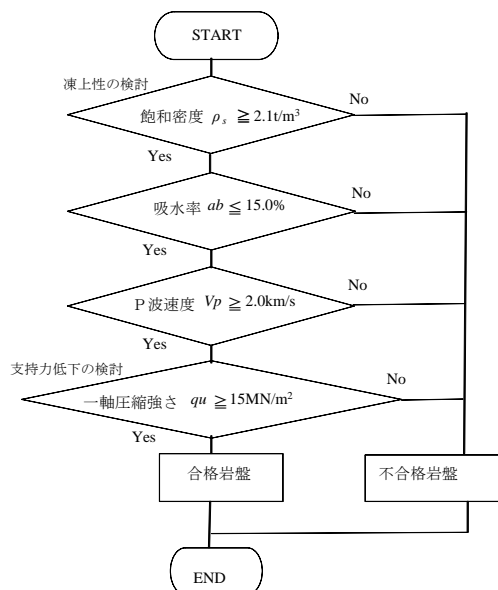 START
凍上性の検討
飽和密度 ρs ≧ 2.1t/m³
No
Yes
吸水率 ab ≦ 15.0%
No
Yes
P波速度 Vp ≧ 2.0km/s
No
Yes
支持力低下の検討
一軸圧縮強さ qu ≧ 15MN/m²
No
Yes
合格岩盤
不合格岩盤
END